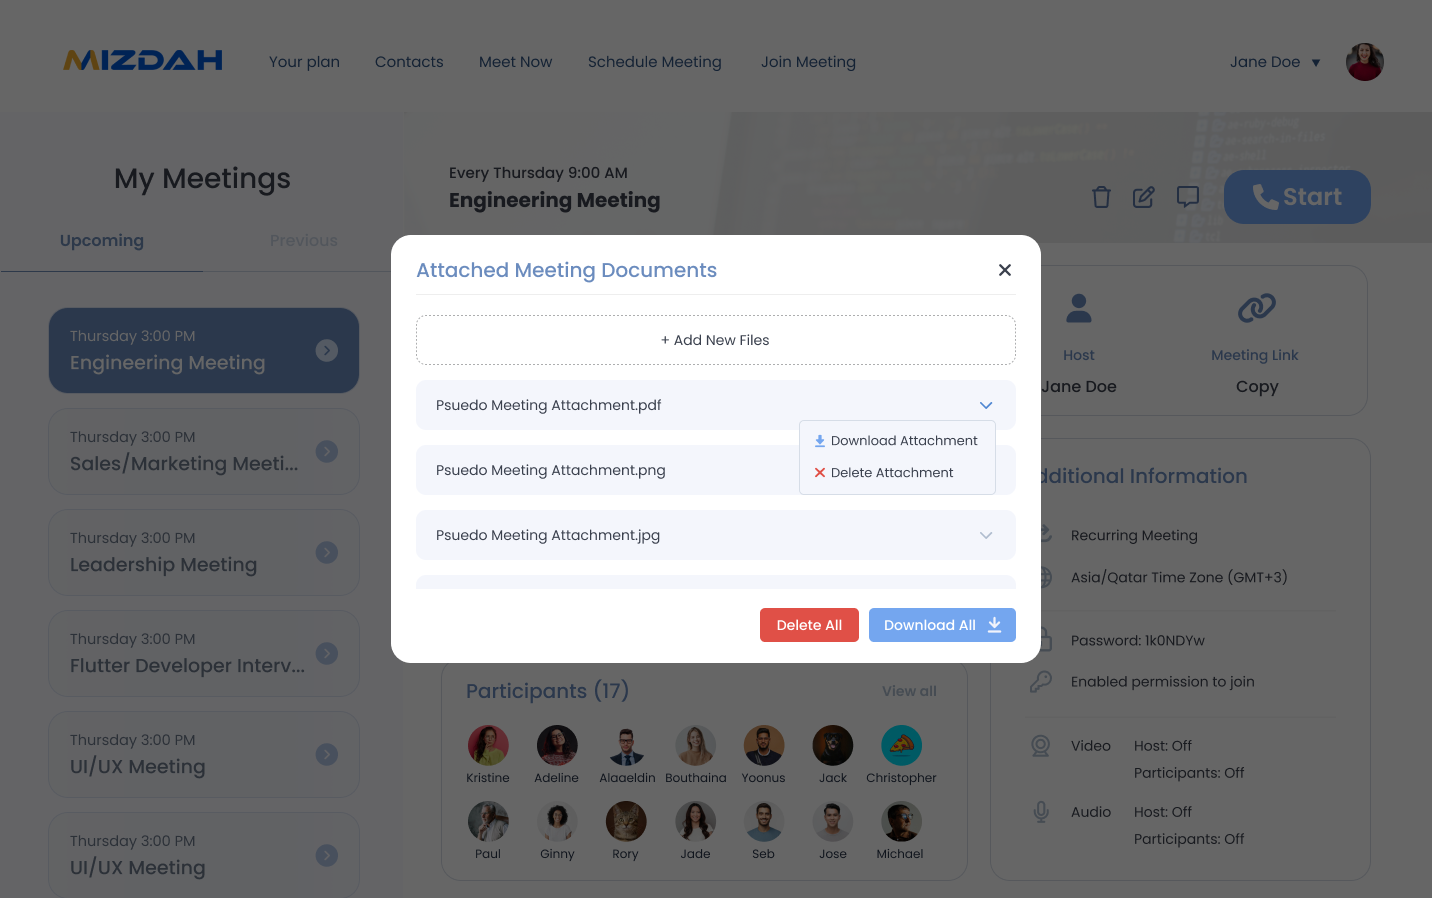 MIZDAH
Your plan
Contacts
Meet Now
Schedule Meeting
Join Meeting
Jane Doe
My Meetings
Upcoming
Previous
Thursday 3:00 PM
Engineering Meeting
Thursday 3:00 PM
Sales/Marketing Meeti...
Thursday 3:00 PM
Leadership Meeting
Thursday 3:00 PM
Flutter Developer Interv...
Thursday 3:00 PM
UI/UX Meeting
Thursday 3:00 PM
UI/UX Meeting
Every Thursday 9:00 AM
Engineering Meeting
Start
Attached Meeting Documents
+ Add New Files
Psuedo Meeting Attachment.pdf
Download Attachment
Delete Attachment
Psuedo Meeting Attachment.png
Psuedo Meeting Attachment.jpg
Delete All
Download All
Host
Jane Doe
Meeting Link
Copy
dditional Information
Recurring Meeting
Asia/Qatar Time Zone (GMT+3)
Password: 1k0NDYw
Enabled permission to join
Video
Host: Off
Participants: Off
Audio
Host: Off
Participants: Off
Participants (17)
View all
Kristine
Adeline
Alaaeldin
Bouthaina
Yoonus
Jack
Christopher
Paul
Ginny
Rory
Jade
Seb
Jose
Michael